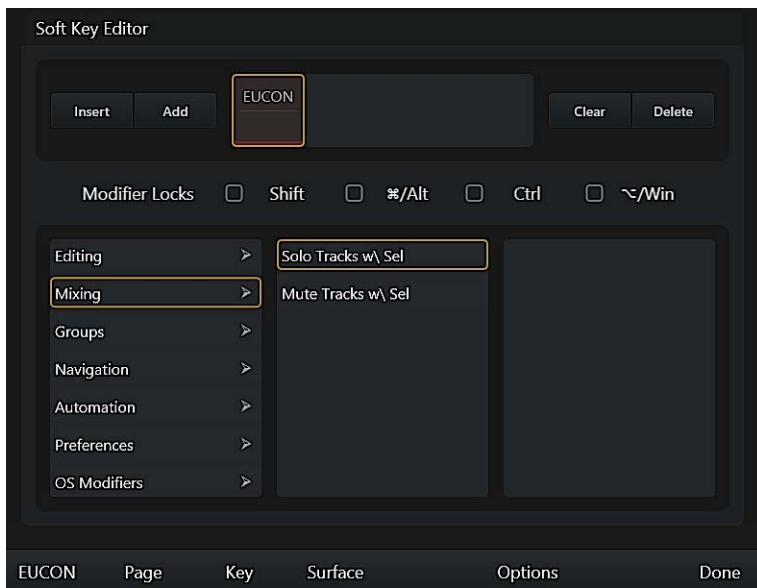 Soft Key Editor
Insert Add EUCON Clear Delete
Modifier Locks Shift ⌘/Alt Ctrl ⌥/Win
Editing Solo Tracks w\ Sel
Mixing Mute Tracks w\ Sel
Groups
Navigation
Automation
Preferences
OS Modifiers
EUCON Page Key Surface Options Done